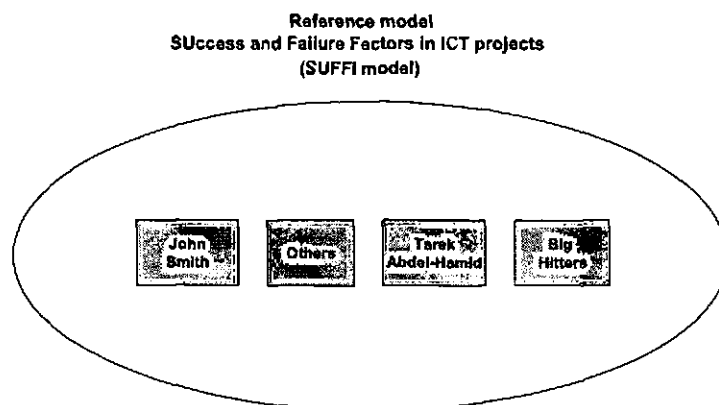 Reference model
SUccess and Failure Factors in ICT projects
(SUFFI model)
John
Smith
Others
Tarek
Abdel-Hamid
Big
Hitters